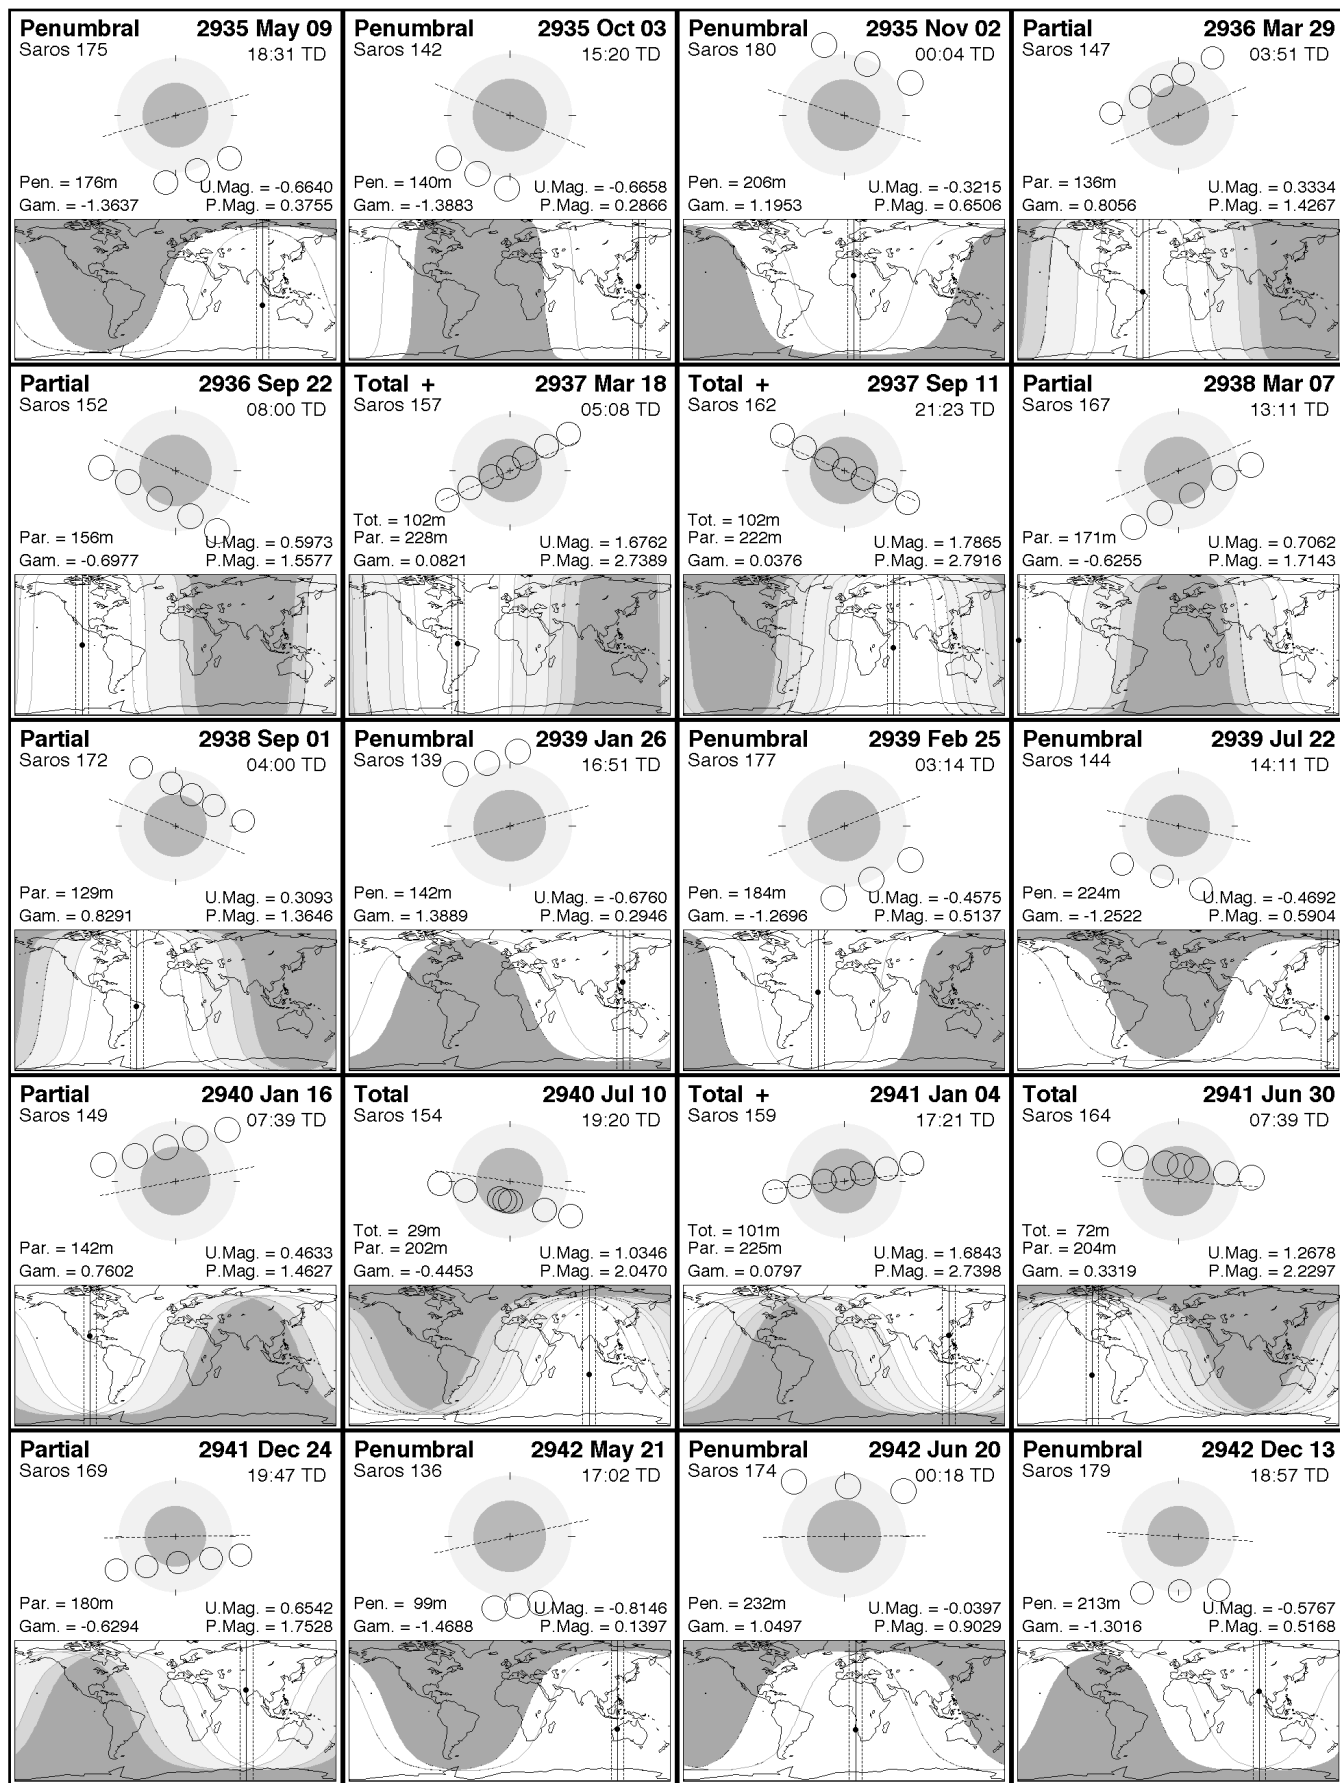 Penumbral 2935 May 09
Saros 175 18:31 TD
Pen. = 176m U.Mag. = -0.6640
Gam. = -1.3637 P.Mag. = 0.3755
Penumbral 2935 Oct 03
Saros 142 15:20 TD
Pen. = 140m U.Mag. = -0.6658
Gam. = -1.3883 P.Mag. = 0.2866
Penumbral 2935 Nov 02
Saros 180 00:04 TD
Pen. = 206m U.Mag. = -0.3215
Gam. = 1.1953 P.Mag. = 0.6506
Partial 2936 Mar 29
Saros 147 03:51 TD
Par. = 136m U.Mag. = 0.3334
Gam. = 0.8056 P.Mag. = 1.4267
Partial 2936 Sep 22
Saros 152 08:00 TD
Par. = 156m U.Mag. = 0.5973
Gam. = -0.6977 P.Mag. = 1.5577
Total + 2937 Mar 18
Saros 157 05:08 TD
Tot. = 102m
Par. = 228m U.Mag. = 1.6762
Gam. = 0.0821 P.Mag. = 2.7389
Total + 2937 Sep 11
Saros 162 21:23 TD
Tot. = 102m
Par. = 222m U.Mag. = 1.7865
Gam. = 0.0376 P.Mag. = 2.7916
Partial 2938 Mar 07
Saros 167 13:11 TD
Par. = 171m U.Mag. = 0.7062
Gam. = -0.6255 P.Mag. = 1.7143
Partial 2938 Sep 01
Saros 172 04:00 TD
Par. = 129m U.Mag. = 0.3093
Gam. = 0.8291 P.Mag. = 1.3646
Penumbral 2939 Jan 26
Saros 139 16:51 TD
Pen. = 142m U.Mag. = -0.6760
Gam. = 1.3889 P.Mag. = 0.2946
Penumbral 2939 Feb 25
Saros 177 03:14 TD
Pen. = 184m U.Mag. = -0.4575
Gam. = -1.2696 P.Mag. = 0.5137
Penumbral 2939 Jul 22
Saros 144 14:11 TD
Pen. = 224m U.Mag. = -0.4692
Gam. = -1.2522 P.Mag. = 0.5904
Partial 2940 Jan 16
Saros 149 07:39 TD
Par. = 142m U.Mag. = 0.4633
Gam. = 0.7602 P.Mag. = 1.4627
Total 2940 Jul 10
Saros 154 19:20 TD
Tot. = 29m
Par. = 202m U.Mag. = 1.0346
Gam. = -0.4453 P.Mag. = 2.0470
Total + 2941 Jan 04
Saros 159 17:21 TD
Tot. = 101m
Par. = 225m U.Mag. = 1.6843
Gam. = 0.0797 P.Mag. = 2.7398
Total 2941 Jun 30
Saros 164 07:39 TD
Tot. = 72m
Par. = 204m U.Mag. = 1.2678
Gam. = 0.3319 P.Mag. = 2.2297
Partial 2941 Dec 24
Saros 169 19:47 TD
Par. = 180m U.Mag. = 0.6542
Gam. = -0.6294 P.Mag. = 1.7528
Penumbral 2942 May 21
Saros 136 17:02 TD
Pen. = 99m U.Mag. = -0.8146
Gam. = -1.4688 P.Mag. = 0.1397
Penumbral 2942 Jun 20
Saros 174 00:18 TD
Pen. = 232m U.Mag. = -0.0397
Gam. = 1.0497 P.Mag. = 0.9029
Penumbral 2942 Dec 13
Saros 179 18:57 TD
Pen. = 213m U.Mag. = -0.5767
Gam. = -1.3016 P.Mag. = 0.5168